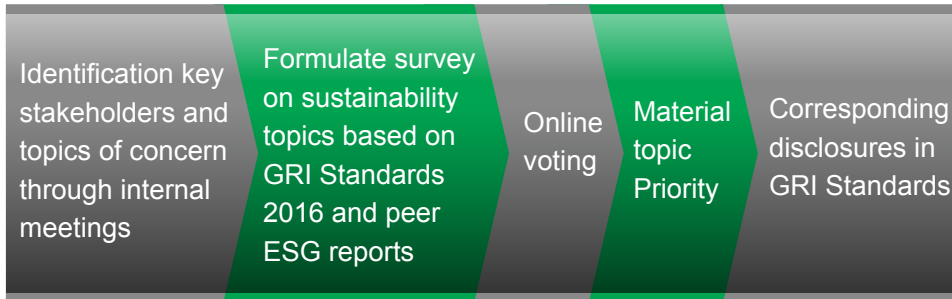 Identification key
stakeholders and
topics of concern
through internal
meetings
Formulate survey
on sustainability
topics based on
GRI Standards
2016 and peer
ESG reports
Online
voting
Material
topic
Priority
Corresponding
disclosures in
GRI Standards